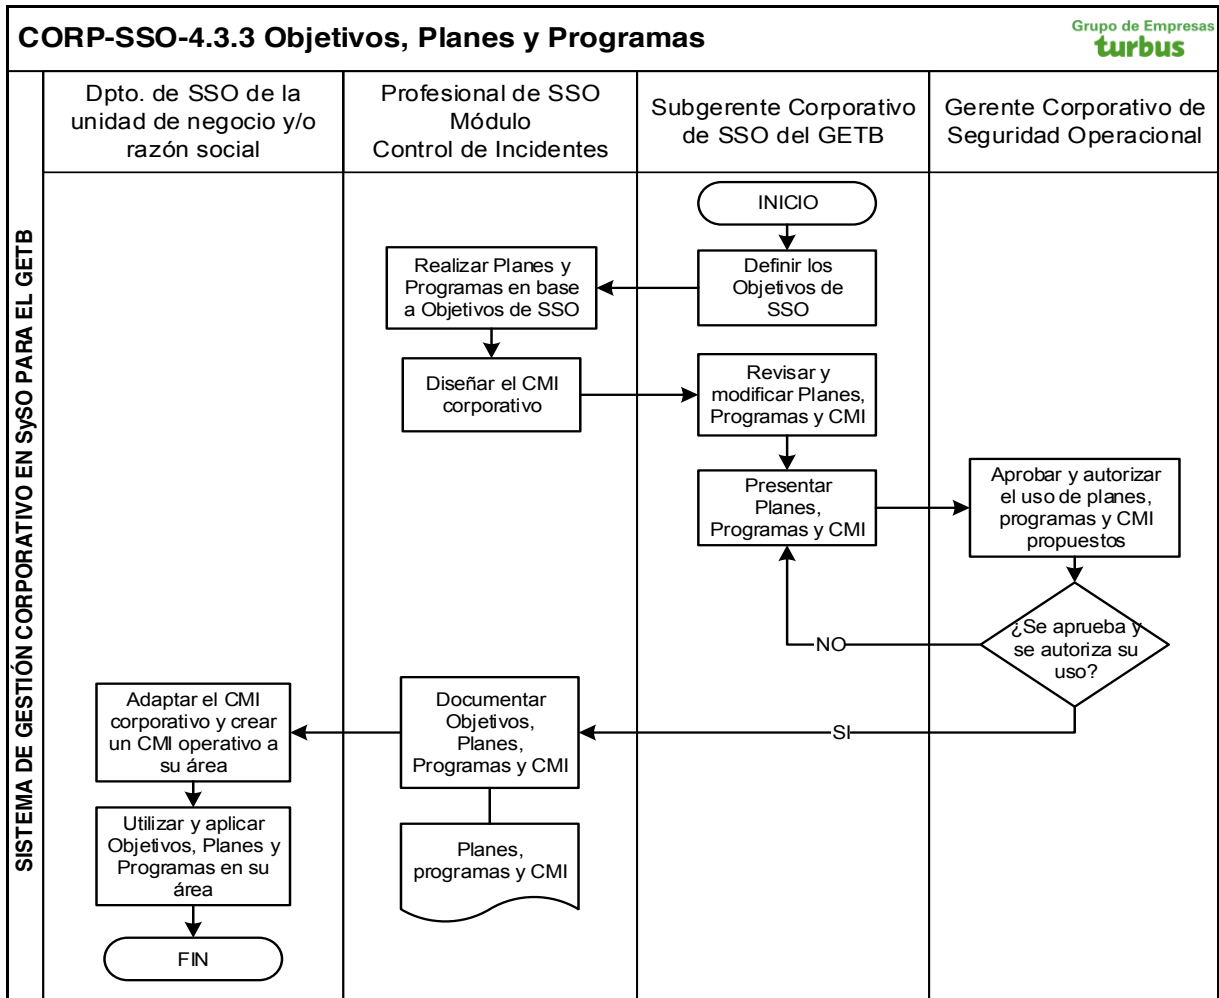 CORP-SSO-4.3.3 Objetivos, Planes y Programas
Grupo de Empresas
turbus
SISTEMA DE GESTIÓN CORPORATIVO EN SySO PARA EL GETB
Dpto. de SSO de la
unidad de negocio y/o
razón social
Profesional de SSO
Módulo
Control de Incidentes
Subgerente Corporativo
de SSO del GETB
Gerente Corporativo de
Seguridad Operacional
INICIO
Definir los
Objetivos de
SSO
Realizar Planes y
Programas en base
a Objetivos de SSO
Diseñar el CMI
corporativo
Revisar y
modificar Planes,
Programas y CMI
Presentar
Planes,
Programas y CMI
Aprobar y autorizar
el uso de planes,
programas y CMI
propuestos
¿Se aprueba y
se autoriza su
uso?
NO
SI
Documentar
Objetivos,
Planes,
Programas y CMI
Planes,
programas y CMI
Adaptar el CMI
corporativo y crear
un CMI operativo a
su área
Utilizar y aplicar
Objetivos, Planes y
Programas en su
área
FIN